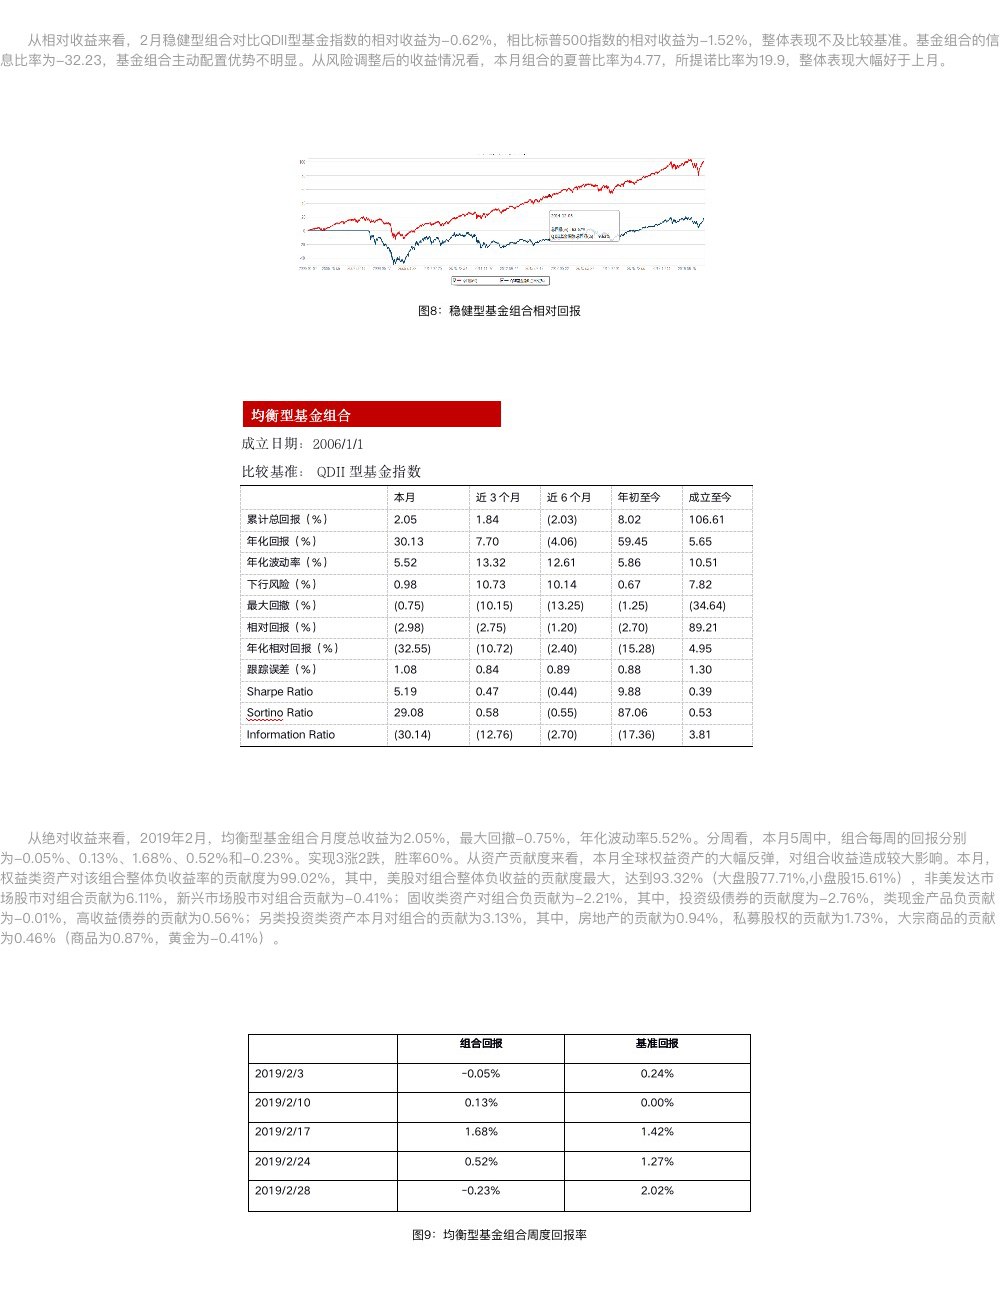 从相对收益来看，2月稳健型组合对比QDII型基金指数的相对收益为-0.62%，相比标普500指数的相对收益为-1.52%，整体表现不及比较基准。基金组合的信
息比率为-32.23，基金组合主动配置优势不明显。从风险调整后的收益情况看，本月组合的夏普比率为4.77，所提诺比率为19.9，整体表现大幅好于上月。
图8：稳健型基金组合相对回报
均衡型基金组合
成立日期：2006/1/1
比较基准： QDII 型基金指数
本月 近 3 个月 近 6 个月 年初至今 成立至今
累计总回报（%） 2.05 1.84 (2.03) 8.02 106.61
年化回报（%） 30.13 7.70 (4.06) 59.45 5.65
年化波动率（%） 5.52 13.32 12.61 5.86 10.51
下行风险（%） 0.98 10.73 10.14 0.67 7.82
最大回撤（%） (0.75) (10.15) (13.25) (1.25) (34.64)
相对回报（%） (2.98) (2.75) (1.20) (2.70) 89.21
年化相对回报（%） (32.55) (10.72) (2.40) (15.28) 4.95
跟踪误差（%） 1.08 0.84 0.89 0.88 1.30
Sharpe Ratio 5.19 0.47 (0.44) 9.88 0.39
Sortino Ratio 29.08 0.58 (0.55) 87.06 0.53
Information Ratio (30.14) (12.76) (2.70) (17.36) 3.81
从绝对收益来看，2019年2月，均衡型基金组合月度总收益为2.05%，最大回撤-0.75%，年化波动率5.52%。分周看，本月5周中，组合每周的回报分别
为-0.05%、0.13%、1.68%、0.52%和-0.23%。实现3涨2跌，胜率60%。从资产贡献度来看，本月全球权益资产的大幅反弹，对组合收益造成较大影响。本月，
权益类资产对该组合整体负收益率的贡献度为99.02%，其中，美股对组合整体负收益的贡献度最大，达到93.32%（大盘股77.71%,小盘股15.61%），非美发达市
场股市对组合贡献为6.11%，新兴市场股市对组合贡献为-0.41%；固收类资产对组合负贡献为-2.21%，其中，投资级债券的贡献度为-2.76%，类现金产品负贡献
为-0.01%，高收益债券的贡献为0.56%；另类投资类资产本月对组合的贡献为3.13%，其中，房地产的贡献为0.94%，私募股权的贡献为1.73%，大宗商品的贡献
为0.46%（商品为0.87%，黄金为-0.41%）。
组合回报 基准回报
2019/2/3 -0.05% 0.24%
2019/2/10 0.13% 0.00%
2019/2/17 1.68% 1.42%
2019/2/24 0.52% 1.27%
2019/2/28 -0.23% 2.02%
图9：均衡型基金组合周度回报率